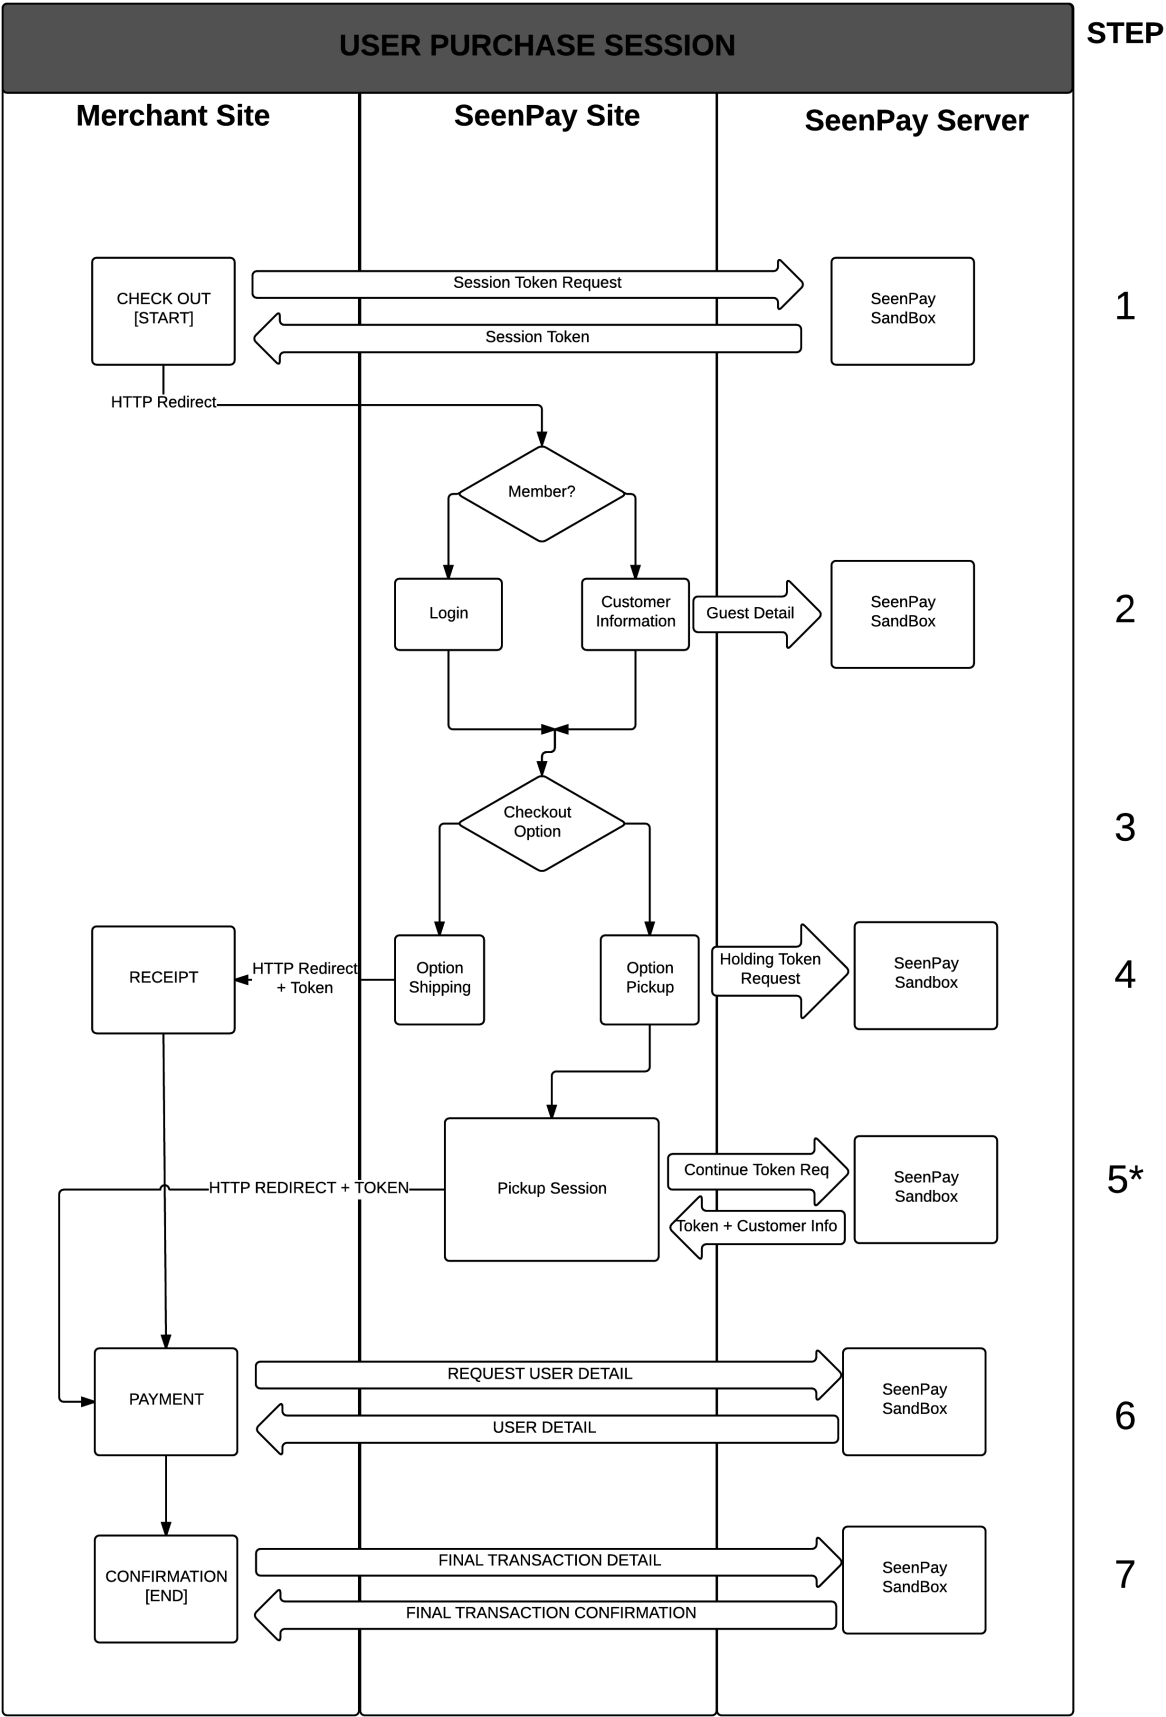 USER PURCHASE SESSION
STEP
Merchant Site
SeenPay Site
SeenPay Server
CHECK OUT
[START]
Session Token Request
Session Token
SeenPay
SandBox
1
HTTP Redirect
Member?
Login
Customer
Information
Guest Detail
SeenPay
SandBox
2
Checkout
Option
3
RECEIPT
HTTP Redirect
+ Token
Option
Shipping
Option
Pickup
Holding Token
Request
SeenPay
Sandbox
4
HTTP REDIRECT + TOKEN
Pickup Session
Continue Token Req
Token + Customer Info
SeenPay
Sandbox
5*
PAYMENT
REQUEST USER DETAIL
USER DETAIL
SeenPay
SandBox
6
CONFIRMATION
[END]
FINAL TRANSACTION DETAIL
FINAL TRANSACTION CONFIRMATION
SeenPay
SandBox
7